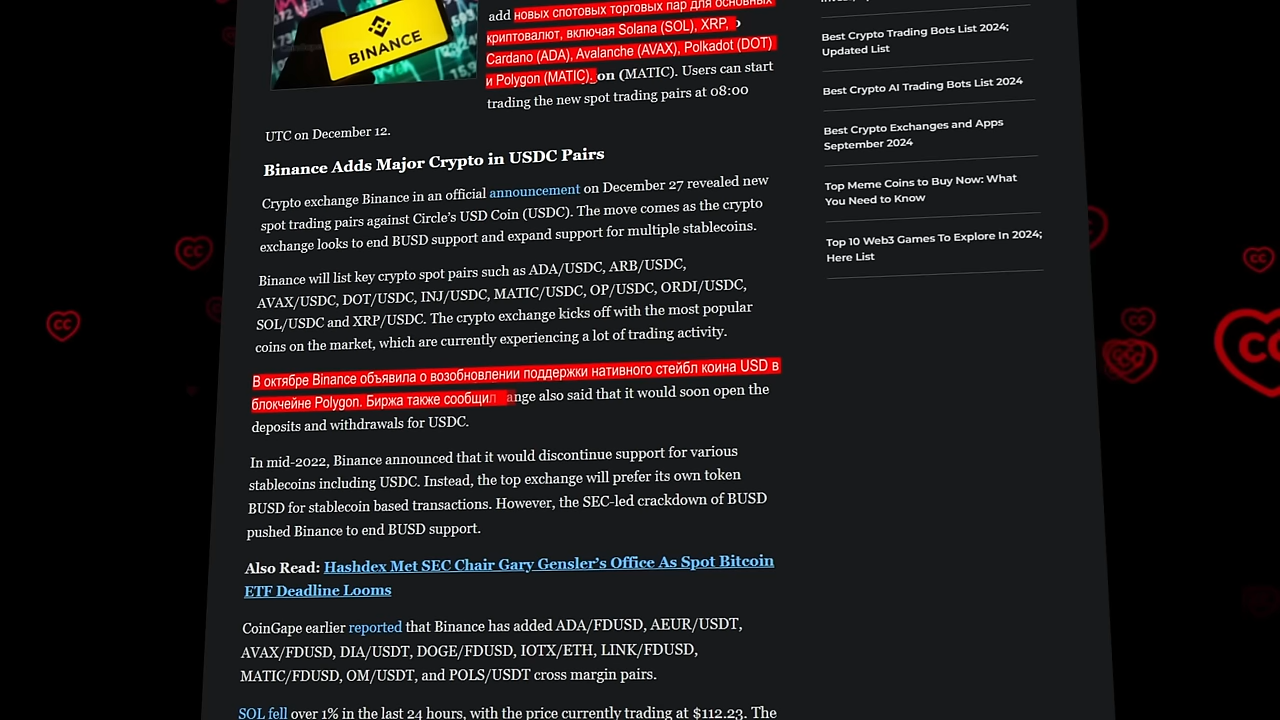 BINANCE
add новых спотовых торговых пар для основных
криптовалют, включая Solana (SOL), XRP,
Cardano (ADA), Avalanche (AVAX), Polkadot (DOT)
и Polygon (MATIC). on (MATIC). Users can start
trading the new spot trading pairs at 08:00
UTC on December 12.
Binance Adds Major Crypto in USDC Pairs
Crypto exchange Binance in an official announcement on December 27 revealed new
spot trading pairs against Circle's USD Coin (USDC). The move comes as the crypto
exchange looks to end BUSD support and expand support for multiple stablecoins.
Binance will list key crypto spot pairs such as ADA/USDC, ARB/USDC,
AVAX/USDC, DOT/USDC, INJ/USDC, MATIC/USDC, OP/USDC, ORDI/USDC,
SOL/USDC and XRP/USDC. The crypto exchange kicks off with the most popular
coins on the market, which are currently experiencing a lot of trading activity.
В октябре Binance объявила о возобновлении поддержки нативного стейбл коина USD в
блокчейне Polygon. Биржа также сообщил ange also said that it would soon open the
deposits and withdrawals for USDC.
In mid-2022, Binance announced that it would discontinue support for various
stablecoins including USDC. Instead, the top exchange will prefer its own token
BUSD for stablecoin based transactions. However, the SEC-led crackdown of BUSD
pushed Binance to end BUSD support.
Also Read: Hashdex Met SEC Chair Gary Gensler's Office As Spot Bitcoin
ETF Deadline Looms
CoinGape earlier reported that Binance has added ADA/FDUSD, AEUR/USDT,
AVAX/FDUSD, DIA/USDT, DOGE/FDUSD, IOTX/ETH, LINK/FDUSD,
MATIC/FDUSD, OM/USDT, and POLS/USDT cross margin pairs.
SOL fell over 1% in the last 24 hours, with the price currently trading at $112.23. The
Best Crypto Trading Bots List 2024;
Updated List
Best Crypto AI Trading Bots List 2024
Best Crypto Exchanges and Apps
September 2024
Top Meme Coins to Buy Now: What
You Need to Know
Top 10 Web3 Games To Explore In 2024;
Here List
CC
CC
CC
CC
CC